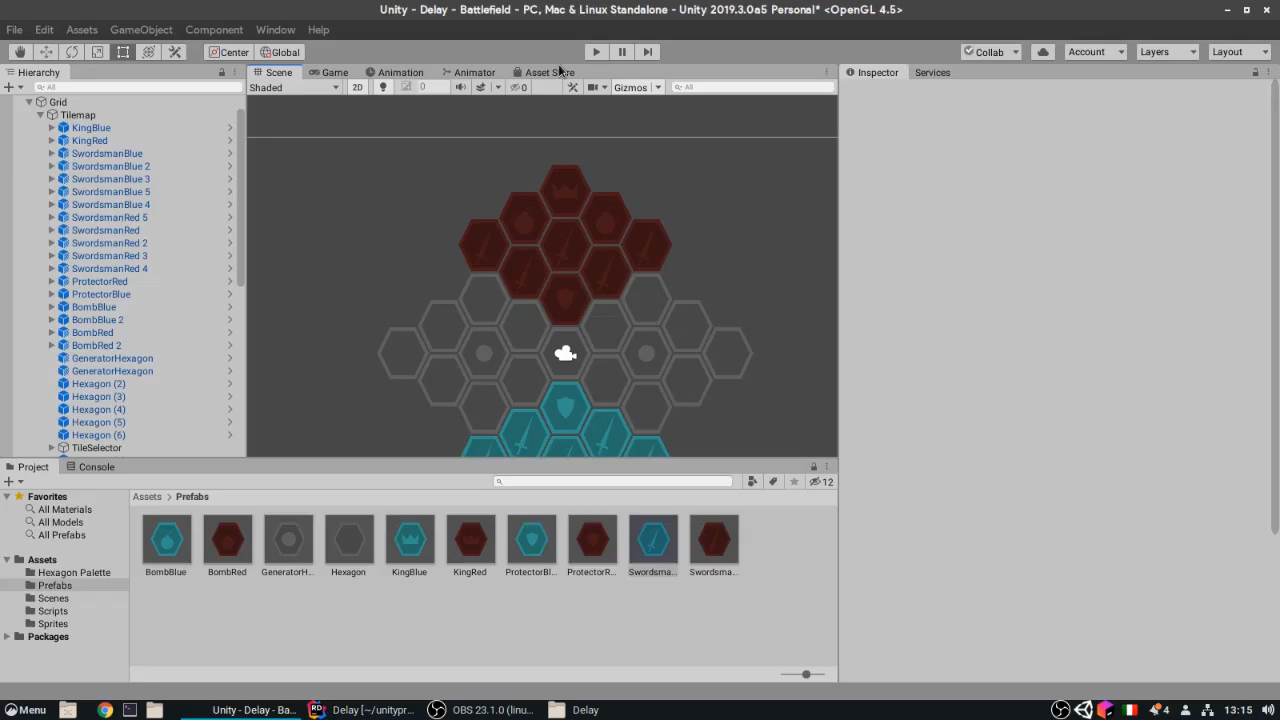 Unity - Delay - Battlefield - PC, Mac & Linux Standalone - Unity 2019.3.0a5 Personal* <OpenGL 4.5>
File Edit Assets GameObject Component Window Help
Center Global Collab Account Layers Layout
Hierarchy
All
Grid
Tilemap
KingBlue
KingRed
SwordsmanBlue
SwordsmanBlue 2
SwordsmanBlue 3
SwordsmanBlue 5
SwordsmanBlue 4
SwordsmanRed 5
SwordsmanRed
SwordsmanRed 2
SwordsmanRed 3
SwordsmanRed 4
ProtectorRed
ProtectorBlue
BombBlue
BombBlue 2
BombRed
BombRed 2
GeneratorHexagon
GeneratorHexagon
Hexagon (2)
Hexagon (3)
Hexagon (4)
Hexagon (5)
Hexagon (6)
TileSelector
Scene Game Animation Animator Asset Store
Shaded 2D 0 0 Gizmos All
Inspector Services
Project Console
12
Favorites
All Materials
All Models
All Prefabs
Assets
Hexagon Palette
Prefabs
Scenes
Scripts
Sprites
Packages
Assets > Prefabs
BombBlue BombRed GeneratorH... Hexagon KingBlue KingRed ProtectorBl... ProtectorR... Swordsma... Swordsma...
Menu Unity - Delay - Ba... Delay [~/unitypr... OBS 23.1.0 (linu... Delay 4 13:15